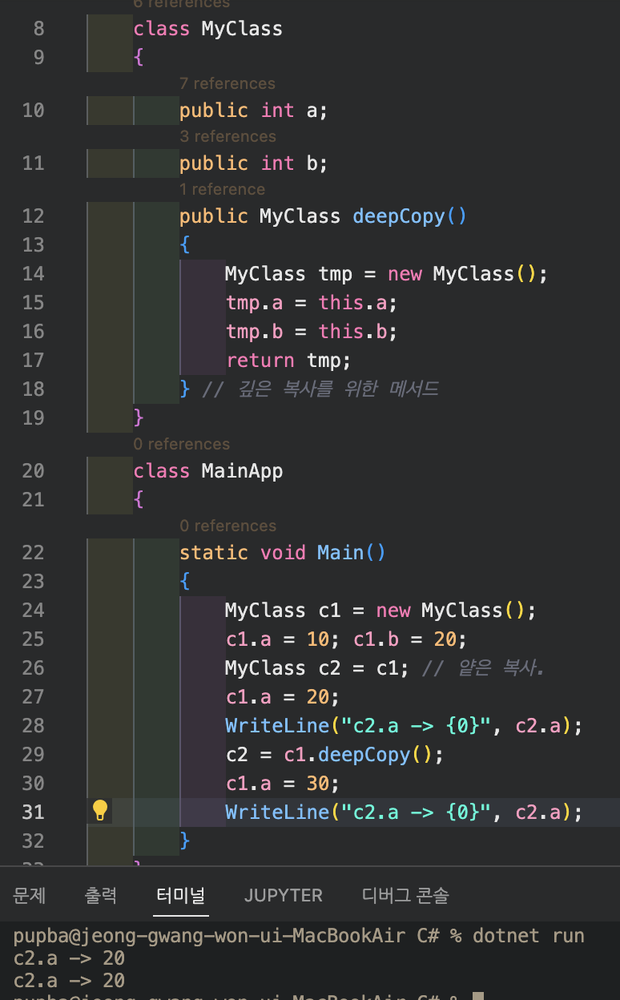 6 references
8 class MyClass
9 {
7 references
10 public int a;
3 references
11 public int b;
1 reference
12 public MyClass deepCopy()
13 {
14 MyClass tmp = new MyClass();
15 tmp.a = this.a;
16 tmp.b = this.b;
17 return tmp;
18 } // 깊은 복사를 위한 메서드
19 }
0 references
20 class MainApp
21 {
0 references
22 static void Main()
23 {
24 MyClass c1 = new MyClass();
25 c1.a = 10; c1.b = 20;
26 MyClass c2 = c1; // 얕은 복사.
27 c1.a = 20;
28 WriteLine("c2.a -> {0}", c2.a);
29 c2 = c1.deepCopy();
30 c1.a = 30;
31 WriteLine("c2.a -> {0}", c2.a);
32 }
33 }
문제 출력 터미널 JUPYTER 디버그 콘솔
pupba@jeong-gwang-won-ui-MacBookAir C# % dotnet run
c2.a -> 20
c2.a -> 20
pupba@jeong-gwang-won-ui-MacBookAir C# %